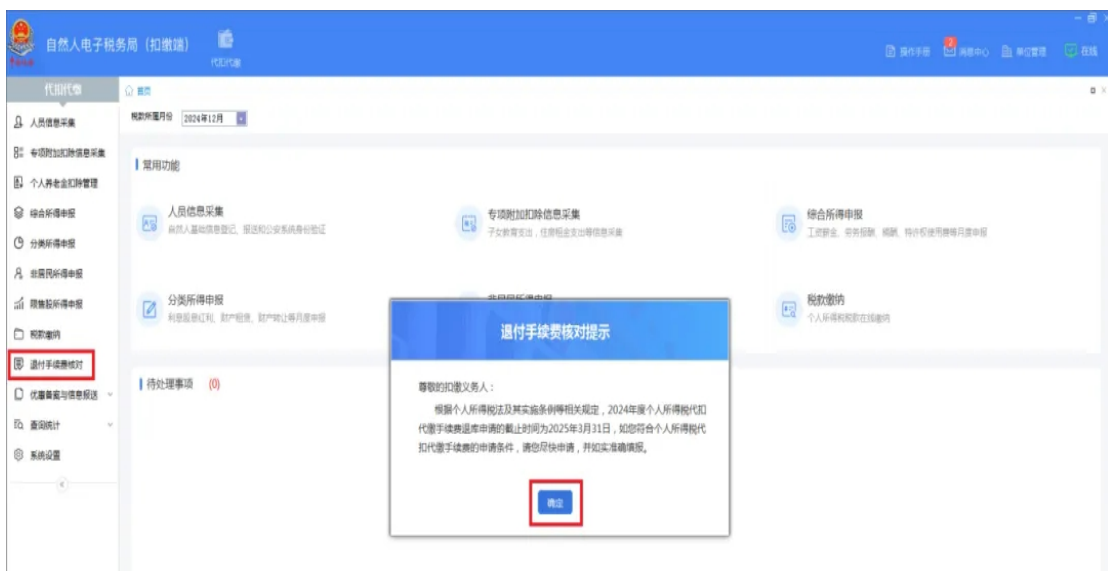 自然人电子税务局（扣缴端）
代扣代缴
操作手册
2
消息中心
单位管理
在线
代扣代缴
首页
人员信息采集
专项附加扣除信息采集
个人养老金扣除管理
综合所得申报
分类所得申报
非居民所得申报
限售股所得申报
税款缴纳
退付手续费核对
优惠备案与信息报送
查询统计
系统设置
税款所属月份
2024年12月
常用功能
人员信息采集
自然人基础信息登记、报送和公安系统身份验证
专项附加扣除信息采集
子女教育支出，住房租金支出等信息采集
综合所得申报
工资薪金、劳务报酬、稿酬、特许权使用费等月度申报
分类所得申报
利息股息红利、财产租赁、财产转让等月度申报
非居民所得申报
税款缴纳
个人所得税税款在线缴纳
待处理事项 (0)
退付手续费核对提示
尊敬的扣缴义务人：
根据个人所得税法及其实施条例等相关规定，2024年度个人所得税代扣
代缴手续费退库申请的截止时间为2025年3月31日，如您符合个人所得税代
扣代缴手续费的申请条件，请您尽快申请，并如实准确填报。
确定